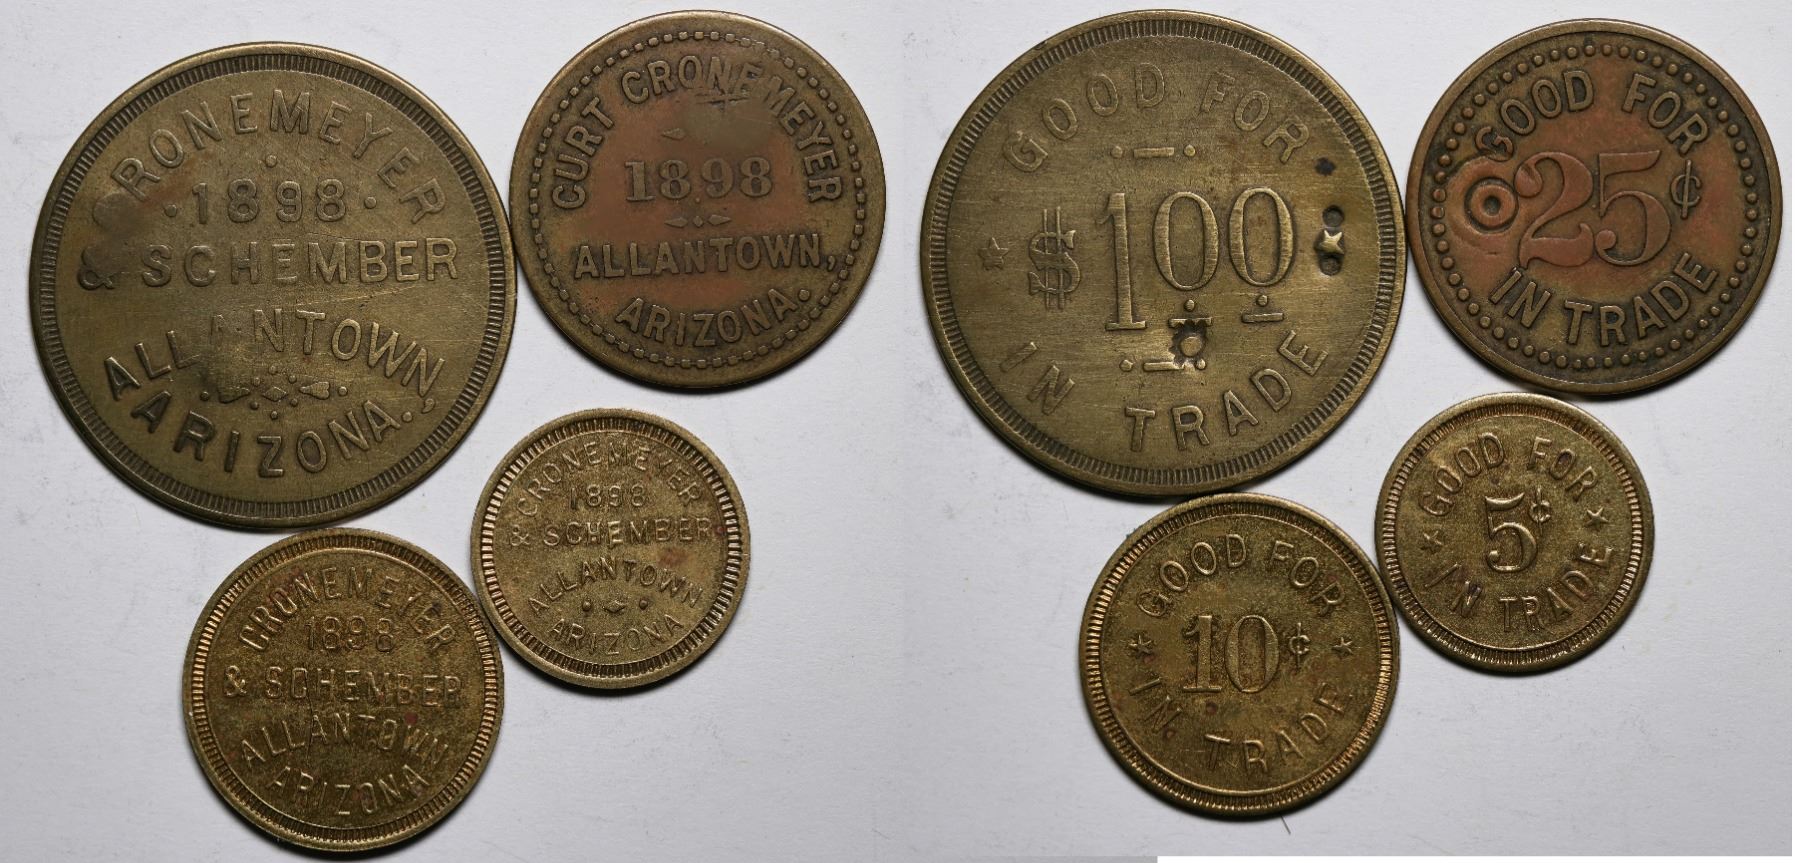 CRONEMEYER
1898
& SCHEMBER
ALLANTOWN,
ARIZONA.
CURT CRONEMEYER
1898
ALLANTOWN,
ARIZONA.
CRONEMEYER
1898
& SCHEMBER
ALLANTOWN
ARIZONA
CRONEMEYER
1898
& SCHEMBER
ALLANTOWN
ARIZONA
GOOD FOR
$1.00
IN TRADE
GOOD FOR
25¢
IN TRADE
GOOD FOR
10¢
IN TRADE
GOOD FOR
5¢
IN TRADE